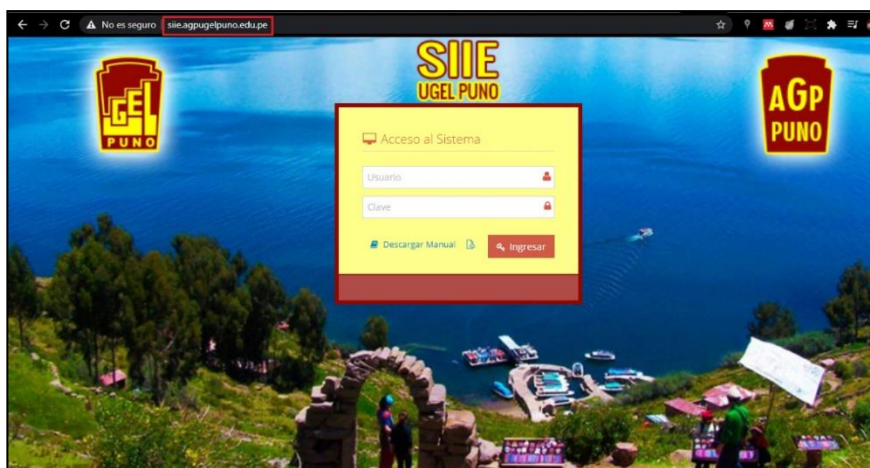 No es seguro siie.agpugelpuno.edu.pe
SIIE
UGEL PUNO
UGEL
PUNO
AGP
PUNO
Acceso al Sistema
Usuario
Clave
Descargar Manual
Ingresar